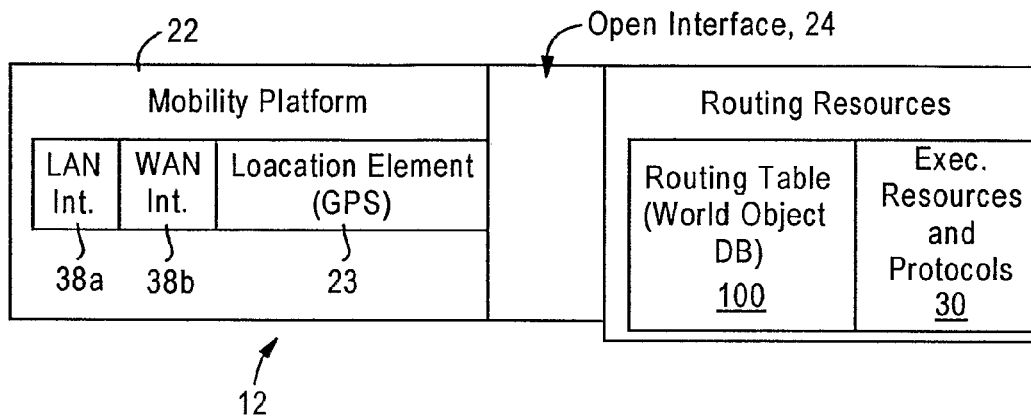 22
Open Interface, 24
Mobility Platform
LAN
Int.
WAN
Int.
Loacation Element
(GPS)
38a
38b
23
Routing Resources
Routing Table
(World Object
DB)
100
Exec.
Resources
and
Protocols
30
12